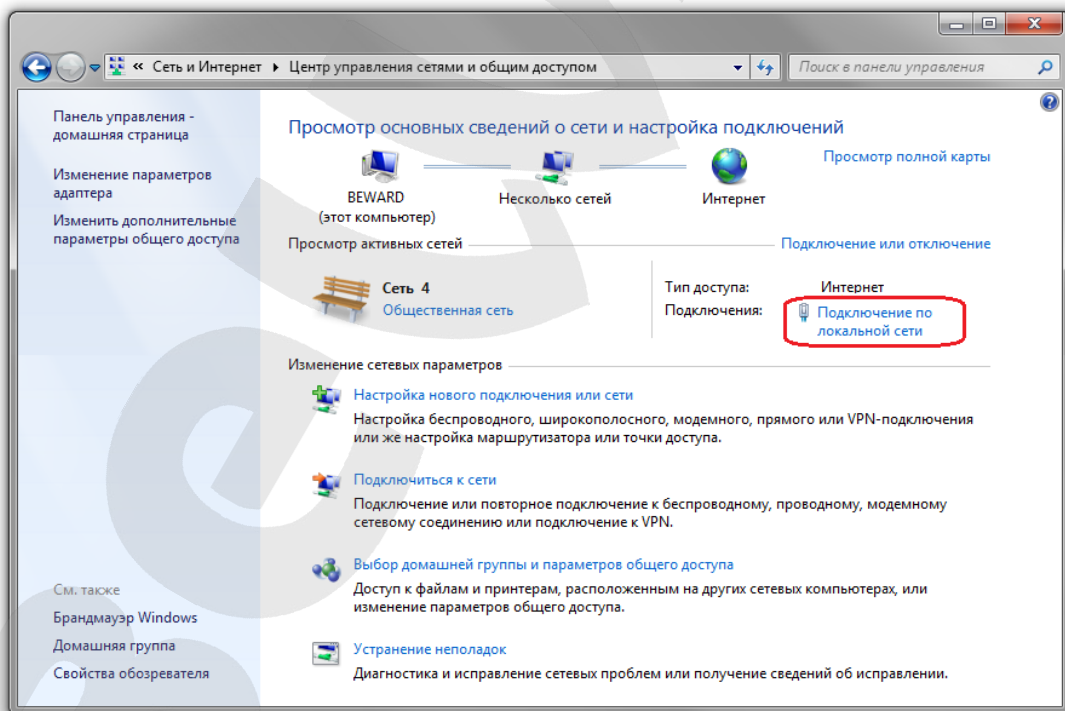 « Сеть и Интернет ▸ Центр управления сетями и общим доступом
Поиск в панели управления
Панель управления -
домашняя страница
Изменение параметров
адаптера
Изменить дополнительные
параметры общего доступа
Просмотр основных сведений о сети и настройка подключений
Просмотр полной карты
BEWARD
(этот компьютер)
Несколько сетей
Интернет
Просмотр активных сетей
Подключение или отключение
Сеть 4
Общественная сеть
Тип доступа: Интернет
Подключения: Подключение по
локальной сети
Изменение сетевых параметров
Настройка нового подключения или сети
Настройка беспроводного, широкополосного, модемного, прямого или VPN-подключения
или же настройка маршрутизатора или точки доступа.
Подключиться к сети
Подключение или повторное подключение к беспроводному, проводному, модемному
сетевому соединению или подключение к VPN.
Выбор домашней группы и параметров общего доступа
Доступ к файлам и принтерам, расположенным на других сетевых компьютерах, или
изменение параметров общего доступа.
Устранение неполадок
Диагностика и исправление сетевых проблем или получение сведений об исправлении.
См. также
Брандмауэр Windows
Домашняя группа
Свойства обозревателя